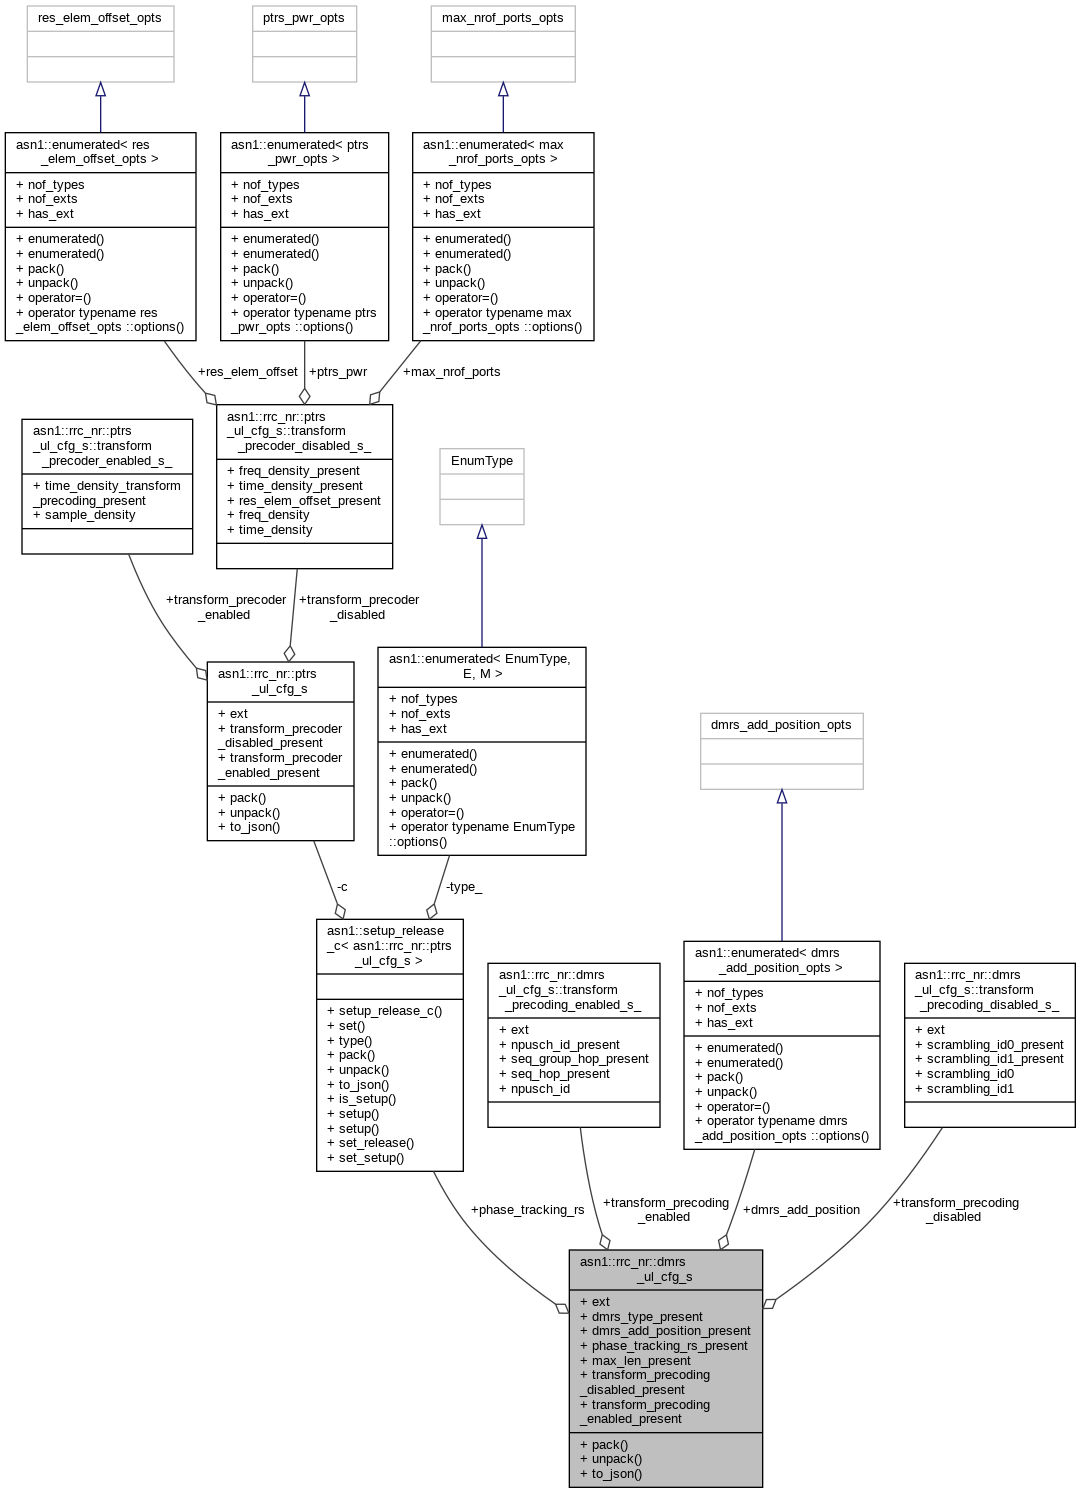 res_elem_offset_opts
ptrs_pwr_opts
max_nrof_ports_opts
asn1::enumerated< res
_elem_offset_opts >
+ nof_types
+ nof_exts
+ has_ext
+ enumerated()
+ enumerated()
+ pack()
+ unpack()
+ operator=()
+ operator typename res
_elem_offset_opts ::options()
asn1::enumerated< ptrs
_pwr_opts >
+ nof_types
+ nof_exts
+ has_ext
+ enumerated()
+ enumerated()
+ pack()
+ unpack()
+ operator=()
+ operator typename ptrs
_pwr_opts ::options()
asn1::enumerated< max
_nrof_ports_opts >
+ nof_types
+ nof_exts
+ has_ext
+ enumerated()
+ enumerated()
+ pack()
+ unpack()
+ operator=()
+ operator typename max
_nrof_ports_opts ::options()
+res_elem_offset
+ptrs_pwr
+max_nrof_ports
asn1::rrc_nr::ptrs
_ul_cfg_s::transform
_precoder_enabled_s_
+ time_density_transform
_precoding_present
+ sample_density
asn1::rrc_nr::ptrs
_ul_cfg_s::transform
_precoder_disabled_s_
+ freq_density_present
+ time_density_present
+ res_elem_offset_present
+ freq_density
+ time_density
EnumType
+transform_precoder
_enabled
+transform_precoder
_disabled
asn1::rrc_nr::ptrs
_ul_cfg_s
+ ext
+ transform_precoder
_disabled_present
+ transform_precoder
_enabled_present
+ pack()
+ unpack()
+ to_json()
asn1::enumerated< EnumType,
E, M >
+ nof_types
+ nof_exts
+ has_ext
+ enumerated()
+ enumerated()
+ pack()
+ unpack()
+ operator=()
+ operator typename EnumType
::options()
dmrs_add_position_opts
-c
-type_
asn1::setup_release
_c< asn1::rrc_nr::ptrs
_ul_cfg_s >
+ setup_release_c()
+ set()
+ type()
+ pack()
+ unpack()
+ to_json()
+ is_setup()
+ setup()
+ setup()
+ set_release()
+ set_setup()
asn1::rrc_nr::dmrs
_ul_cfg_s::transform
_precoding_enabled_s_
+ ext
+ npusch_id_present
+ seq_group_hop_present
+ seq_hop_present
+ npusch_id
asn1::enumerated< dmrs
_add_position_opts >
+ nof_types
+ nof_exts
+ has_ext
+ enumerated()
+ enumerated()
+ pack()
+ unpack()
+ operator=()
+ operator typename dmrs
_add_position_opts ::options()
asn1::rrc_nr::dmrs
_ul_cfg_s::transform
_precoding_disabled_s_
+ ext
+ scrambling_id0_present
+ scrambling_id1_present
+ scrambling_id0
+ scrambling_id1
+phase_tracking_rs
+transform_precoding
_enabled
+dmrs_add_position
+transform_precoding
_disabled
asn1::rrc_nr::dmrs
_ul_cfg_s
+ ext
+ dmrs_type_present
+ dmrs_add_position_present
+ phase_tracking_rs_present
+ max_len_present
+ transform_precoding
_disabled_present
+ transform_precoding
_enabled_present
+ pack()
+ unpack()
+ to_json()